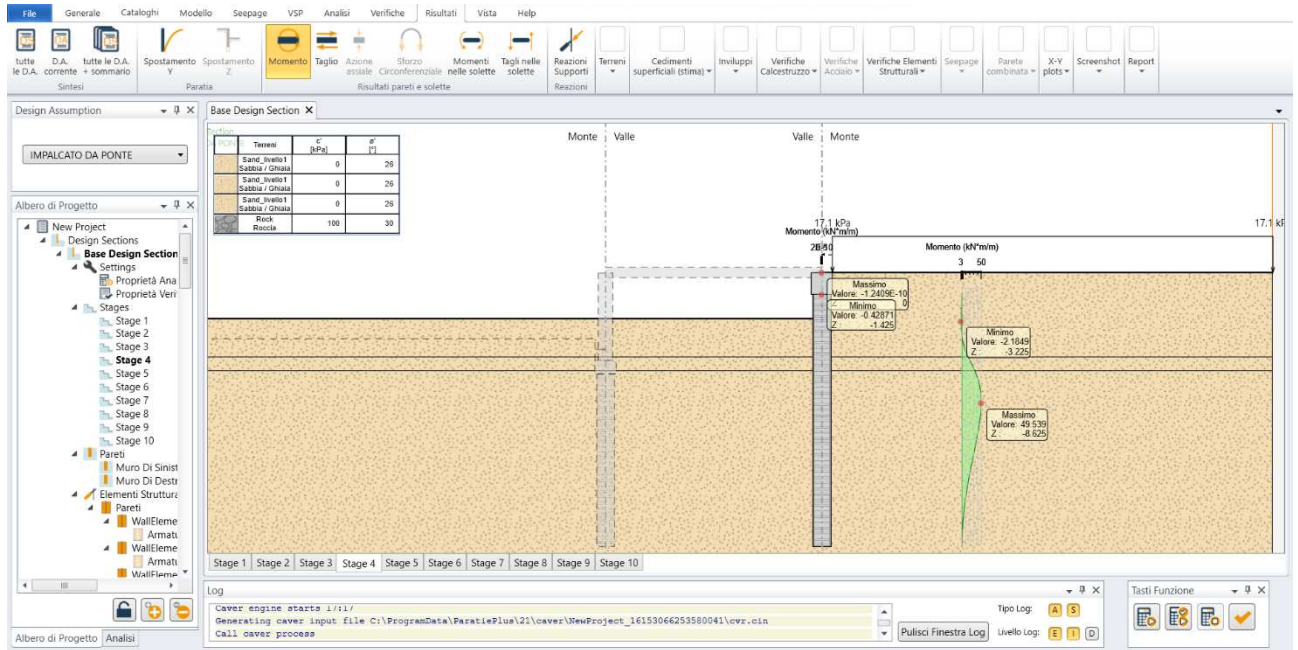 File Generale Cataloghi Modello Seepage VSP Analisi Verifiche Risultati Vista Help
tutte le D.A.
D.A. corrente
tutte le D.A. + sommario
Spostamento Y
Spostamento Z
Momento
Taglio
Azione assiale
Sforzo Circonferenziale
Momenti nelle solette
Tagli nelle solette
Reazioni Supporti
Terreni
Cedimenti superficiali (stima)
Inviluppi
Verifiche Calcestruzzo
Verifiche Acciaio
Verifiche Elementi Strutturali
Seepage
Parete combinata
X-Y plots
Screenshot
Report
Sintesi
Paratia
Risultati pareti e solette
Reazioni
Design Assumption
IMPALCATO DA PONTE
Albero di Progetto
New Project
Design Sections
Base Design Section
Settings
Proprietà Ana
Proprietà Veri
Stages
Stage 1
Stage 2
Stage 3
Stage 4
Stage 5
Stage 6
Stage 7
Stage 8
Stage 9
Stage 10
Pareti
Muro Di Sinist
Muro Di Destr
Elementi Struttura
Pareti
WallEleme
Armatu
WallEleme
Armatu
WallEleme
Albero di Progetto Analisi
Base Design Section
Terreni c' [kPa] ø' [°]
Sand_livello1 Sabbia / Ghiaia 0 26
Sand_livello1 Sabbia / Ghiaia 0 26
Sand_livello1 Sabbia / Ghiaia 0 26
Rock Roccia 100 30
Monte Valle
Valle Monte
17.1 kPa
17.1 kF
Momento (kN*m/m)
Momento (kN*m/m)
3 50
Massimo
Valore: -1.2409E-10
Z : 0
Minimo
Valore: -0.42871
Z : -1.425
Minimo
Valore: -2.1849
Z : -3.225
Massimo
Valore: 49.539
Z : -8.625
Stage 1 Stage 2 Stage 3 Stage 4 Stage 5 Stage 6 Stage 7 Stage 8 Stage 9 Stage 10
Log
Caver engine starts 17:17
Generating caver input file C:\ProgramData\ParatiePlus\21\caver\NewProject_16153066253580041\cvr.cin
Call caver process
Pulisci Finestra Log
Tipo Log: A S
Livello Log: E I D
Tasti Funzione